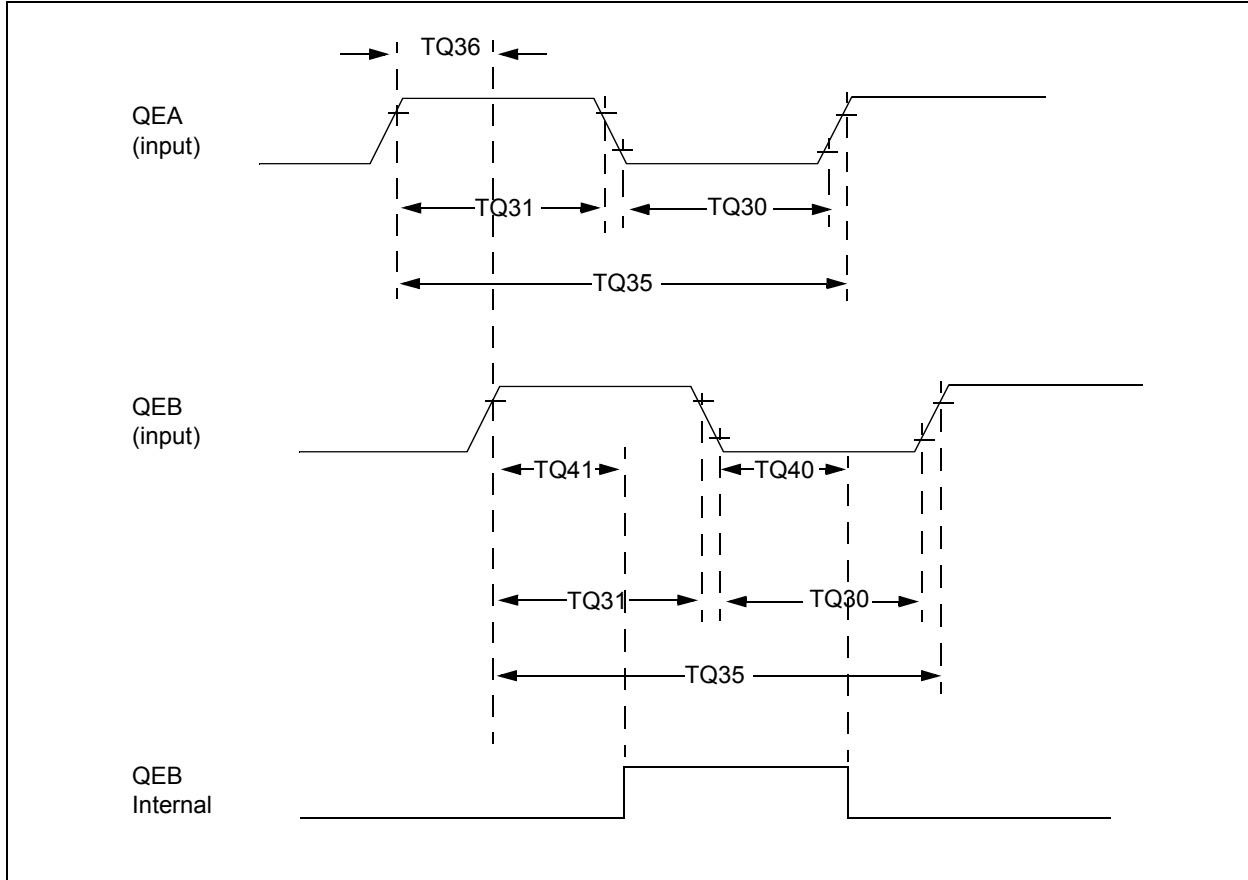 TQ36
QEA
(input)
TQ31
TQ30
TQ35
QEB
(input)
TQ41
TQ40
TQ31
TQ30
TQ35
QEB
Internal